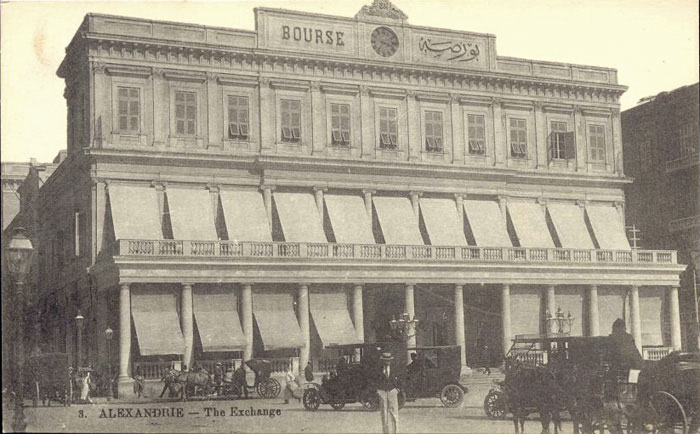 BOURSE بورصة
3. ALEXANDRIE — The Exchange